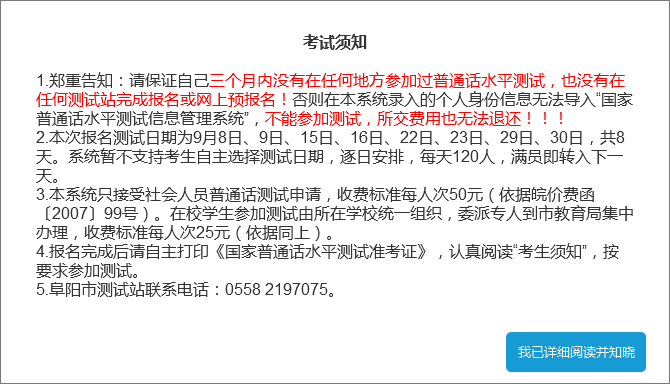 考试须知
1.郑重告知：请保证自己三个月内没有在任何地方参加过普通话水平测试，也没有在
任何测试站完成报名或网上预报名！否则在本系统录入的个人身份信息无法导入“国家
普通话水平测试信息管理系统”，不能参加测试，所交费用也无法退还！！！
2.本次报名测试日期为9月8日、9日、15日、16日、22日、23日、29日、30日，共8
天。系统暂不支持考生自主选择测试日期，逐日安排，每天120人，满员即转入下一
天。
3.本系统只接受社会人员普通话测试申请，收费标准每人次50元（依据皖价费函
〔2007〕99号）。在校学生参加测试由所在学校统一组织，委派专人到市教育局集中
办理，收费标准每人次25元（依据同上）。
4.报名完成后请自主打印《国家普通话水平测试准考证》，认真阅读“考生须知”，按
要求参加测试。
5.阜阳市测试站联系电话：0558 2197075。
我已详细阅读并知晓